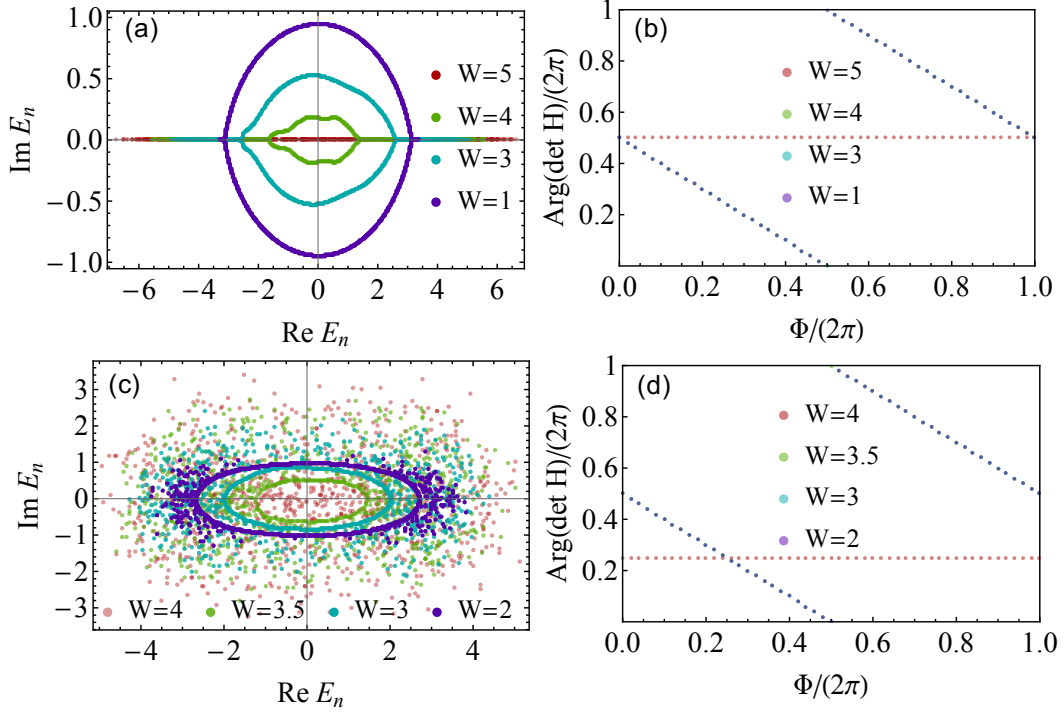 (a)
1.0
0.5
0.0
−0.5
−1.0
Im E_n
W=5
W=4
W=3
W=1
−6 −4 −2 0 2 4 6
Re E_n
(b)
1
0.8
0.6
0.4
0.2
Arg(det H)/(2π)
W=5
W=4
W=3
W=1
0.0 0.2 0.4 0.6 0.8 1.0
Φ/(2π)
(c)
3
2
1
0
−1
−2
−3
Im E_n
W=4 W=3.5 W=3 W=2
−4 −2 0 2 4
Re E_n
(d)
1
0.8
0.6
0.4
0.2
Arg(det H)/(2π)
W=4
W=3.5
W=3
W=2
0.0 0.2 0.4 0.6 0.8 1.0
Φ/(2π)